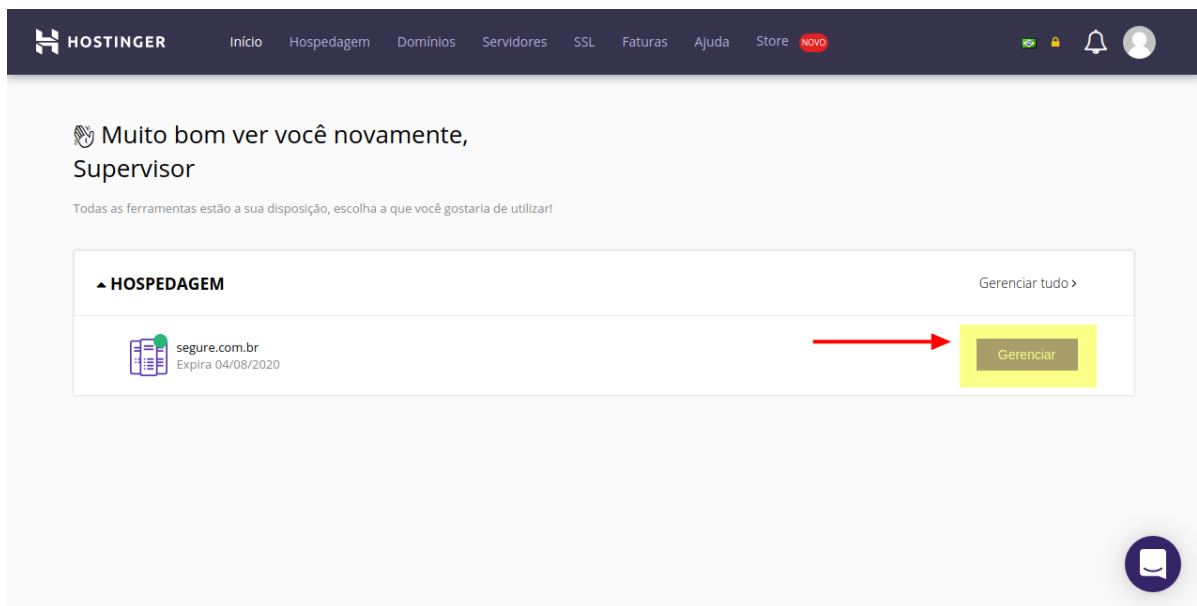 HOSTINGER Início Hospedagem Domínios Servidores SSL Faturas Ajuda Store NOVO
Muito bom ver você novamente,
Supervisor
Todas as ferramentas estão a sua disposição, escolha a que você gostaria de utilizar!
HOSPEDAGEM Gerenciar tudo >
segure.com.br
Expira 04/08/2020
Gerenciar